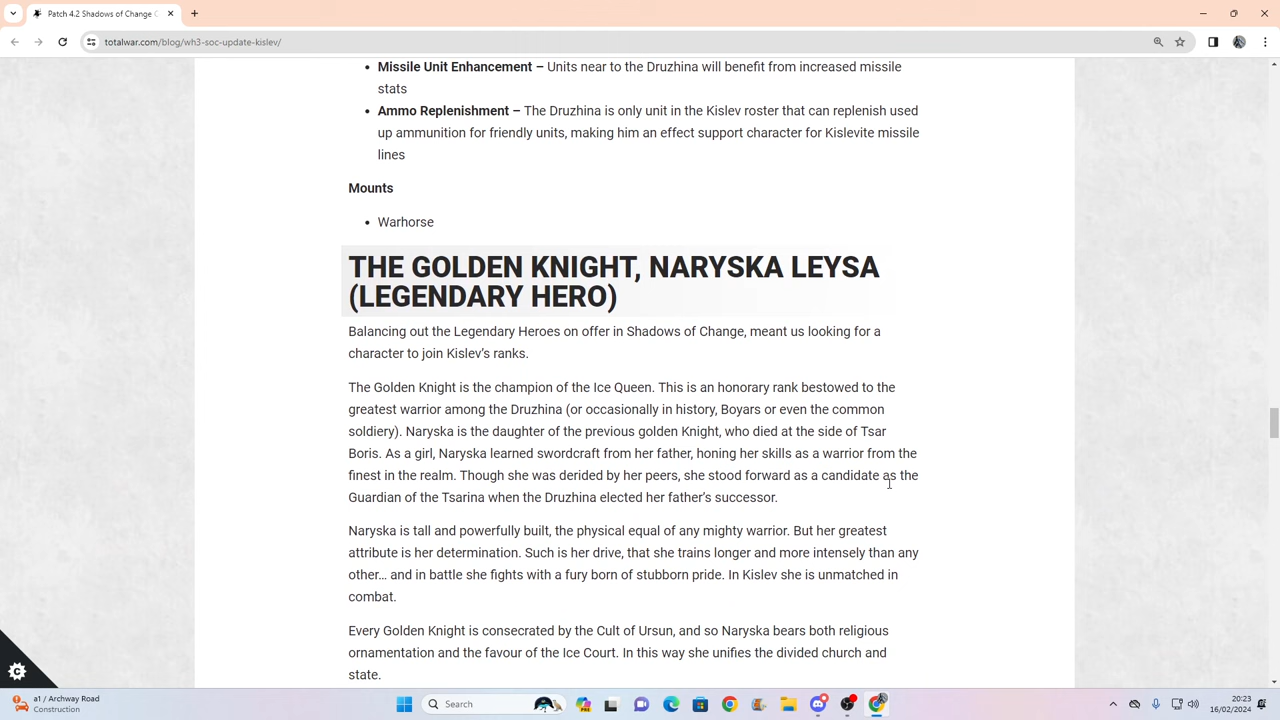 Patch 4.2 Shadows of Change C
totalwar.com/blog/wh3-soc-update-kislev/
Missile Unit Enhancement – Units near to the Druzhina will benefit from increased missile
stats
Ammo Replenishment – The Druzhina is only unit in the Kislev roster that can replenish used
up ammunition for friendly units, making him an effect support character for Kislevite missile
lines
Mounts
Warhorse
THE GOLDEN KNIGHT, NARYSKA LEYSA
(LEGENDARY HERO)
Balancing out the Legendary Heroes on offer in Shadows of Change, meant us looking for a
character to join Kislev’s ranks.
The Golden Knight is the champion of the Ice Queen. This is an honorary rank bestowed to the
greatest warrior among the Druzhina (or occasionally in history, Boyars or even the common
soldiery). Naryska is the daughter of the previous golden Knight, who died at the side of Tsar
Boris. As a girl, Naryska learned swordcraft from her father, honing her skills as a warrior from the
finest in the realm. Though she was derided by her peers, she stood forward as a candidate as the
Guardian of the Tsarina when the Druzhina elected her father’s successor.
Naryska is tall and powerfully built, the physical equal of any mighty warrior. But her greatest
attribute is her determination. Such is her drive, that she trains longer and more intensely than any
other… and in battle she fights with a fury born of stubborn pride. In Kislev she is unmatched in
combat.
Every Golden Knight is consecrated by the Cult of Ursun, and so Naryska bears both religious
ornamentation and the favour of the Ice Court. In this way she unifies the divided church and
state.
a1 / Archway Road
Construction
Search
20:23
16/02/2024